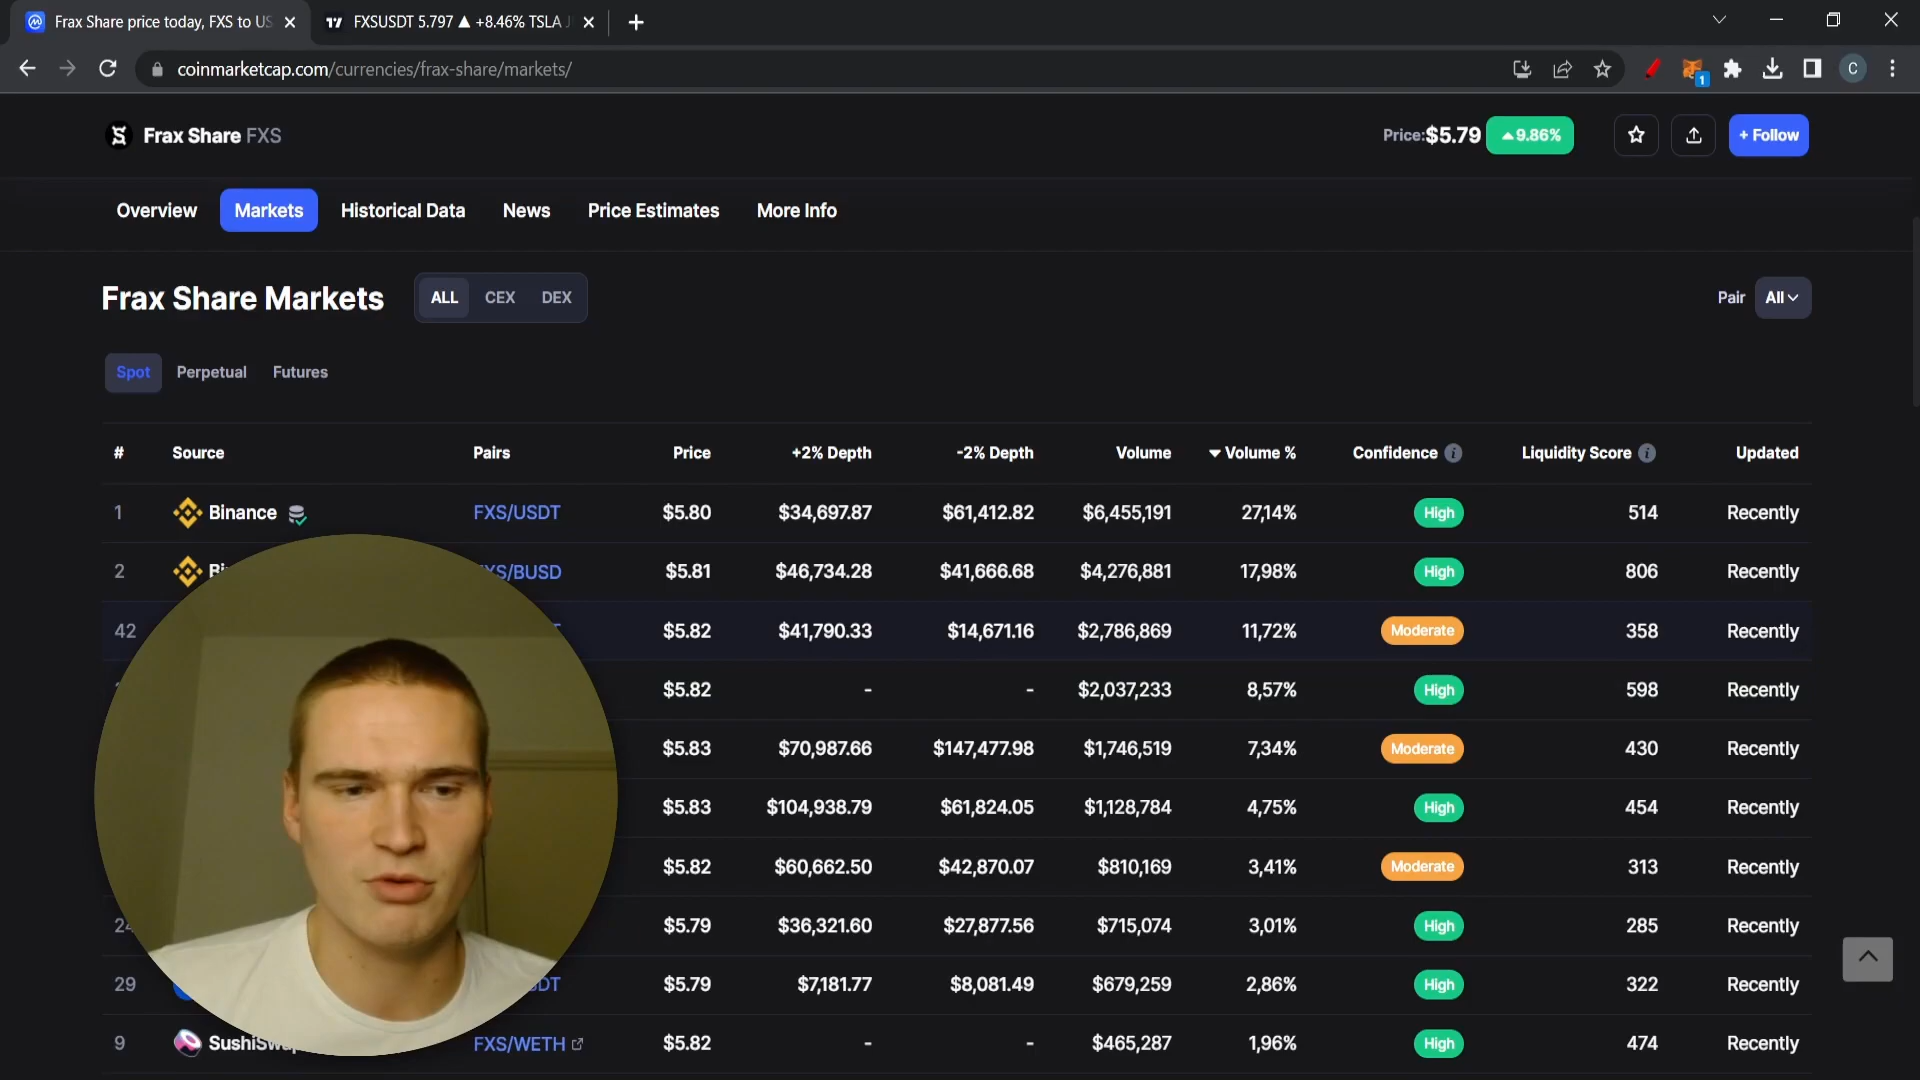 Frax Share price today, FXS to US
FXSUSDT 5.797 ▲ +8.46% TSLA
coinmarketcap.com/currencies/frax-share/markets/
1
C
Frax Share FXS
Price:$5.79
9.86%
+ Follow
Overview
Markets
Historical Data
News
Price Estimates
More Info
Frax Share Markets
ALL
CEX
DEX
Pair
All
Spot
Perpetual
Futures
# Source Pairs Price +2% Depth -2% Depth Volume Volume % Confidence Liquidity Score Updated
1 Binance FXS/USDT $5.80 $34,697.87 $61,412.82 $6,455,191 27,14% High 514 Recently
2 XS/BUSD $5.81 $46,734.28 $41,666.68 $4,276,881 17,98% High 806 Recently
42 $5.82 $41,790.33 $14,671.16 $2,786,869 11,72% Moderate 358 Recently
$5.82 - - $2,037,233 8,57% High 598 Recently
$5.83 $70,987.66 $147,477.98 $1,746,519 7,34% Moderate 430 Recently
$5.83 $104,938.79 $61,824.05 $1,128,784 4,75% High 454 Recently
$5.82 $60,662.50 $42,870.07 $810,169 3,41% Moderate 313 Recently
24 $5.79 $36,321.60 $27,877.56 $715,074 3,01% High 285 Recently
29 DT $5.79 $7,181.77 $8,081.49 $679,259 2,86% High 322 Recently
9 SushiSwap FXS/WETH $5.82 - - $465,287 1,96% High 474 Recently